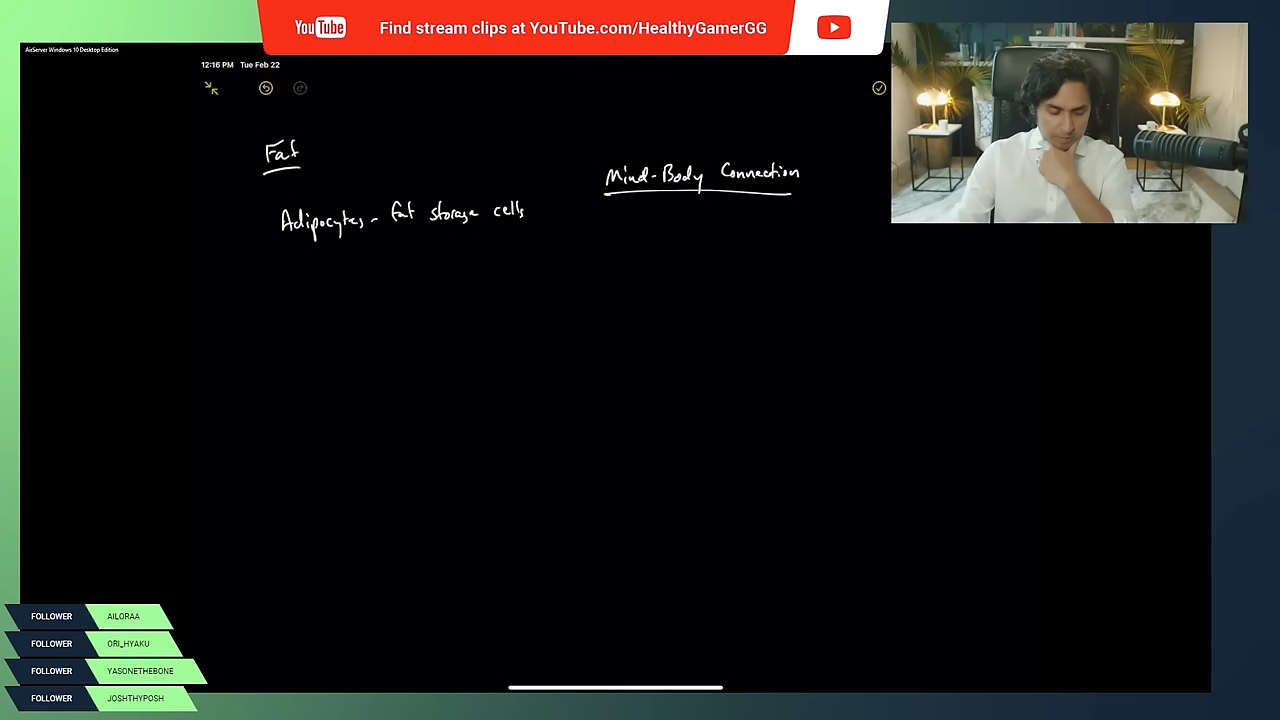 YouTube Find stream clips at YouTube.com/HealthyGamerGG
AirServer Windows 10 Desktop Edition
12:16 PM Tue Feb 22
Fat
Mind-Body Connection
Adipocytes - fat storage cells
FOLLOWER AILORAA
FOLLOWER ORI_HYAKU
FOLLOWER YASONETHEBONE
FOLLOWER JOSHTHYPOSH